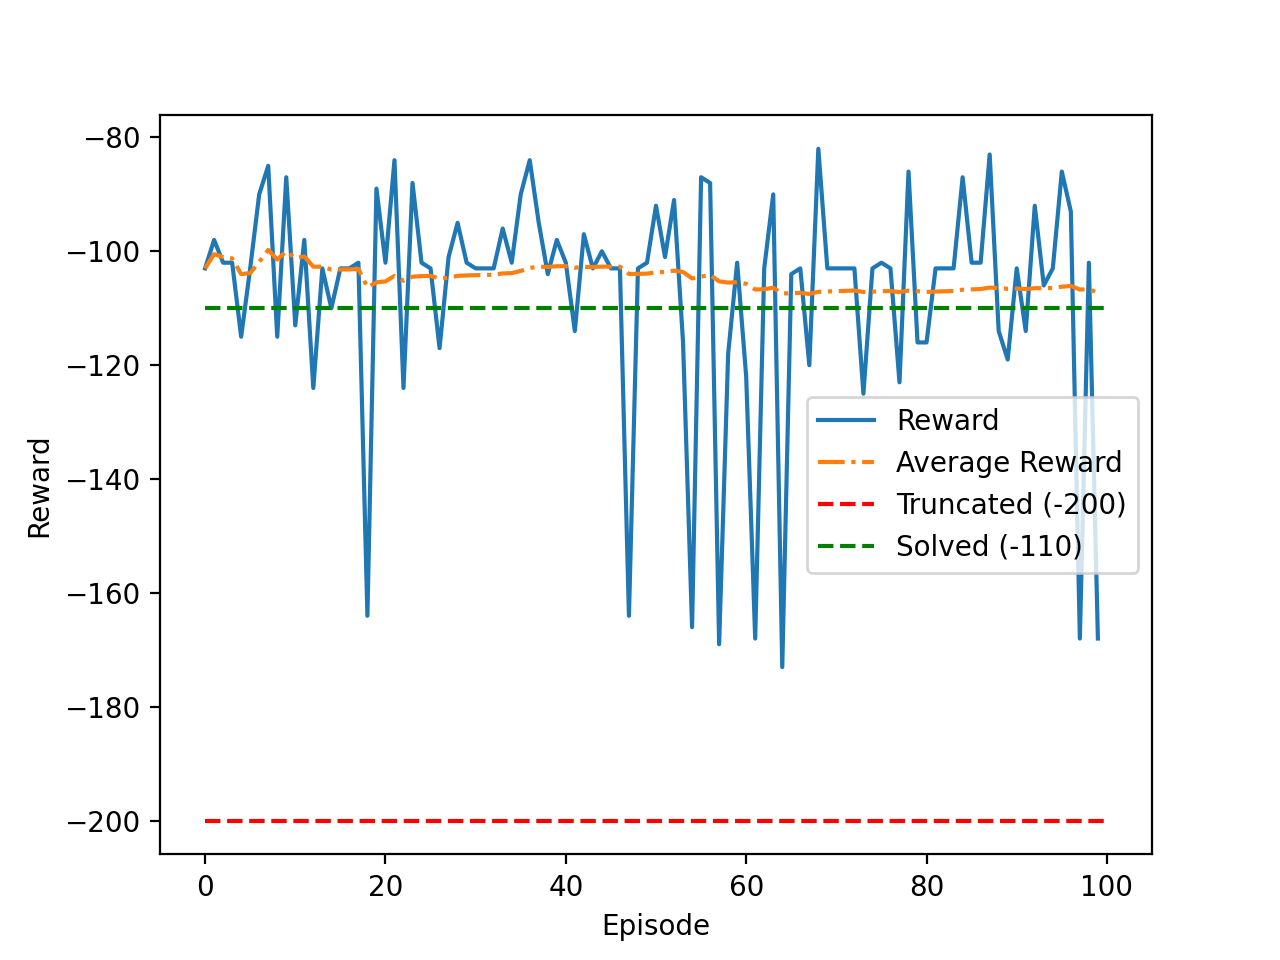 −80
−100
−120
−140
−160
−180
−200
Reward
0 20 40 60 80 100
Episode
Reward
Average Reward
Truncated (-200)
Solved (-110)